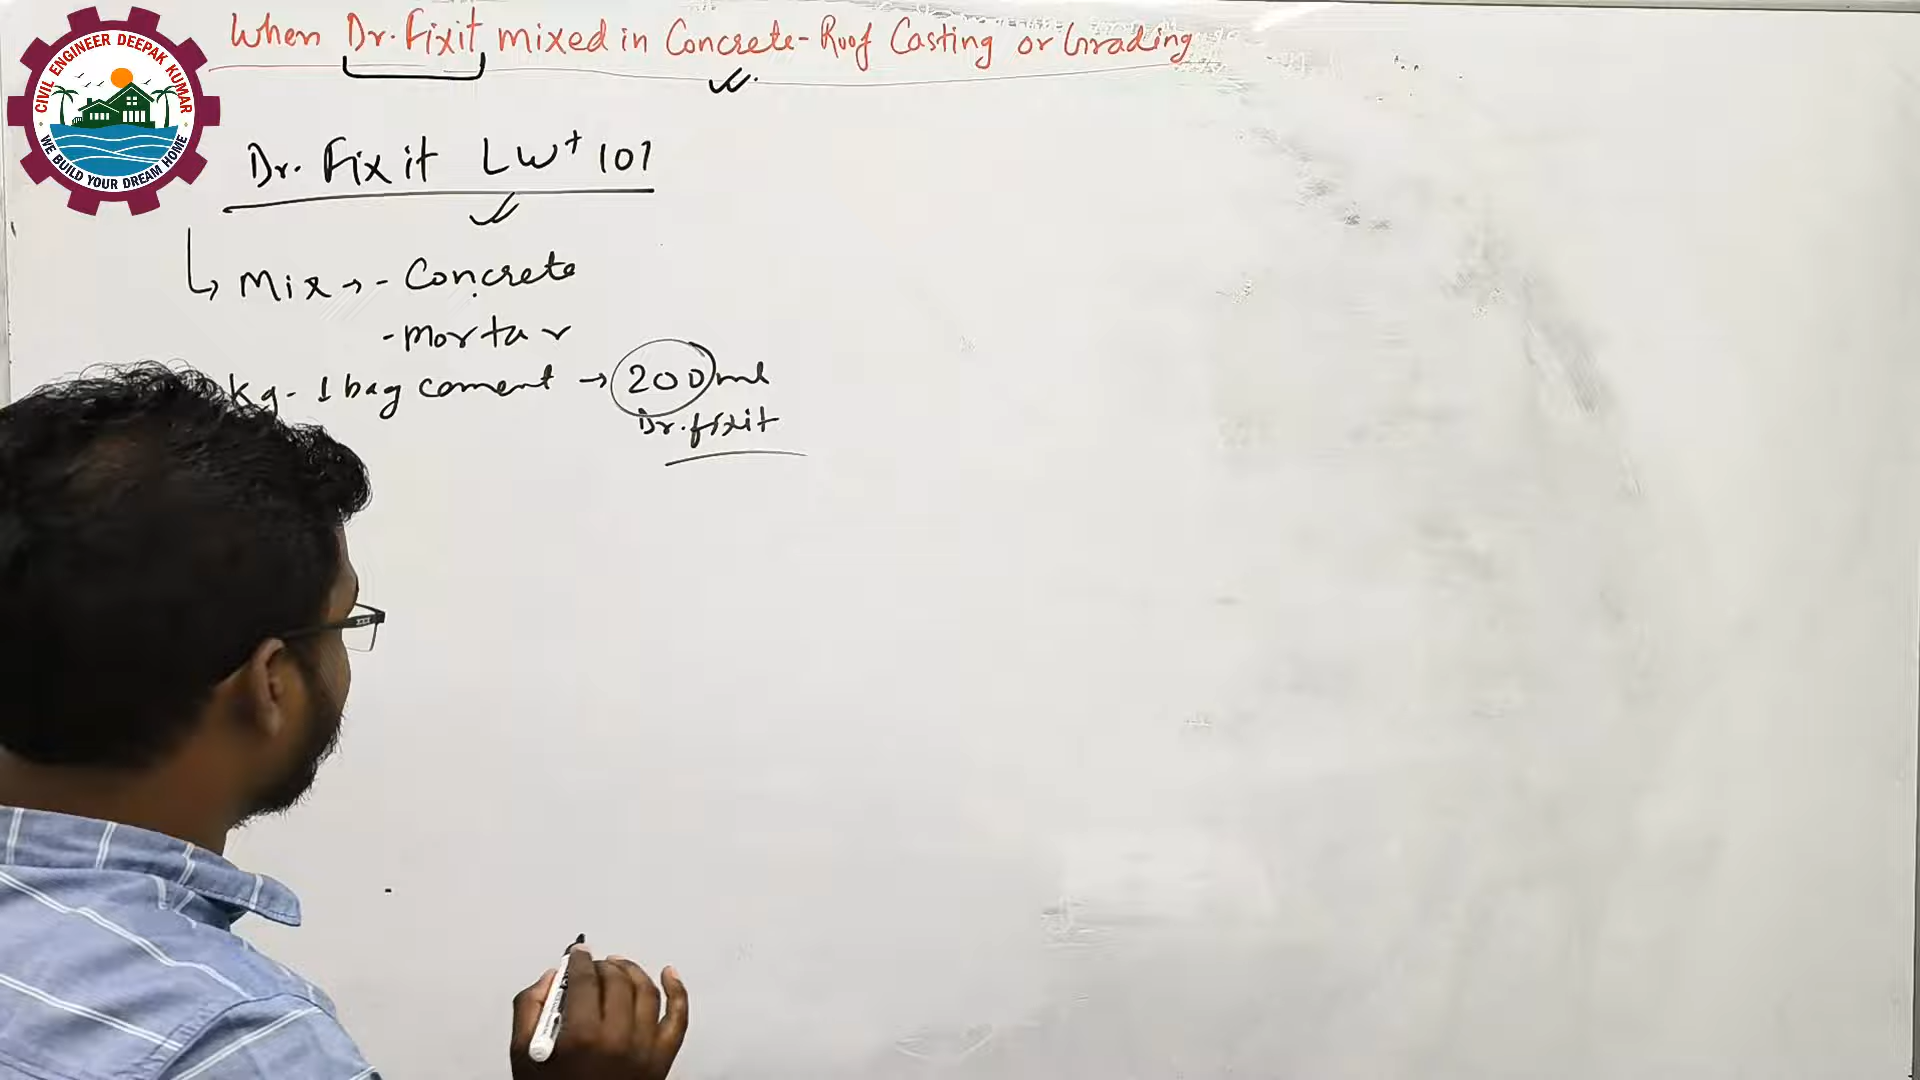 CIVIL ENGINEER DEEPAK KUMAR
WE BUILD YOUR DREAM HOME
When Dr. Fixit mixed in Concrete - Roof Casting or Grading
Dr. Fixit LW+ 101
↳ Mix → - Concrete
- mortar
Kg - 1 bag cement → 200 ml
Dr. fixit